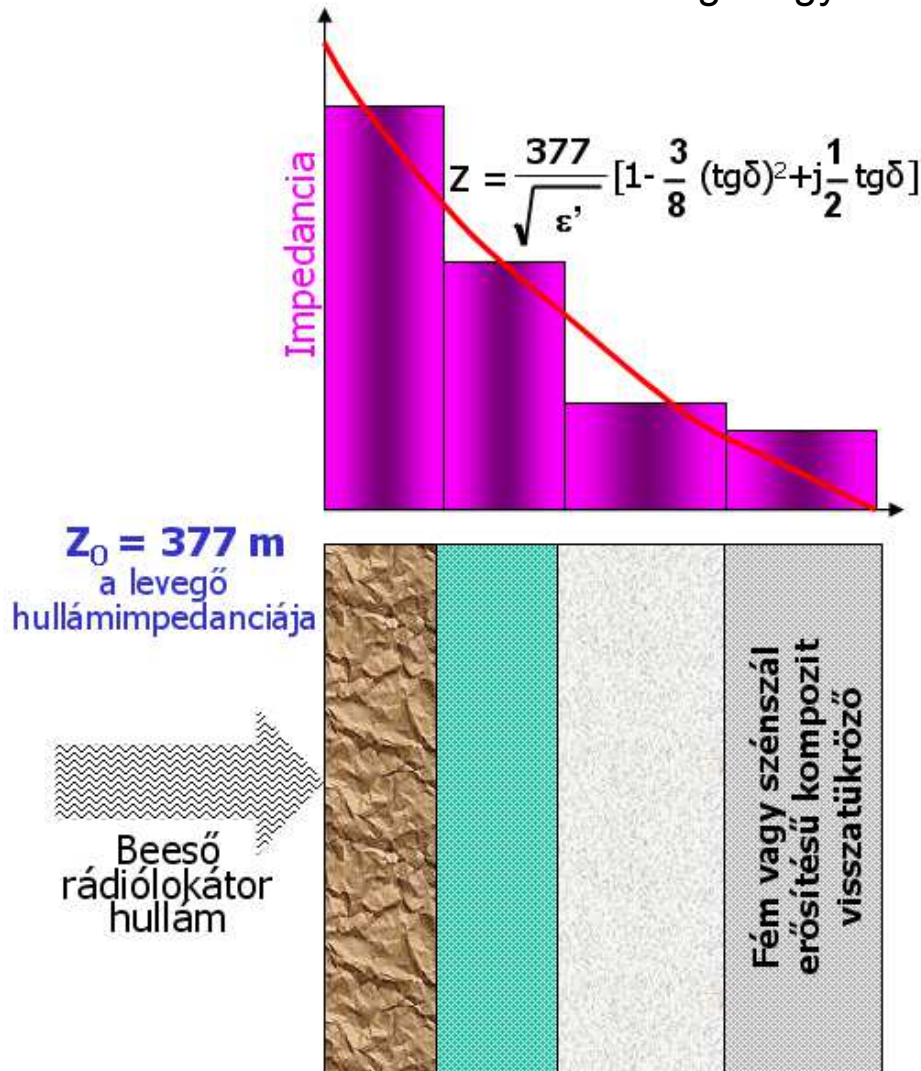 Impedancia
Z = 377/√ε’ [1- 3/8 (tgδ)²+j 1/2 tgδ]
Z₀ = 377 m
a levegő
hullámimpedanciája
Beeső
rádiólokátor
hullám
Fém vagy szénszál
erősítésű kompozit
visszatükröző